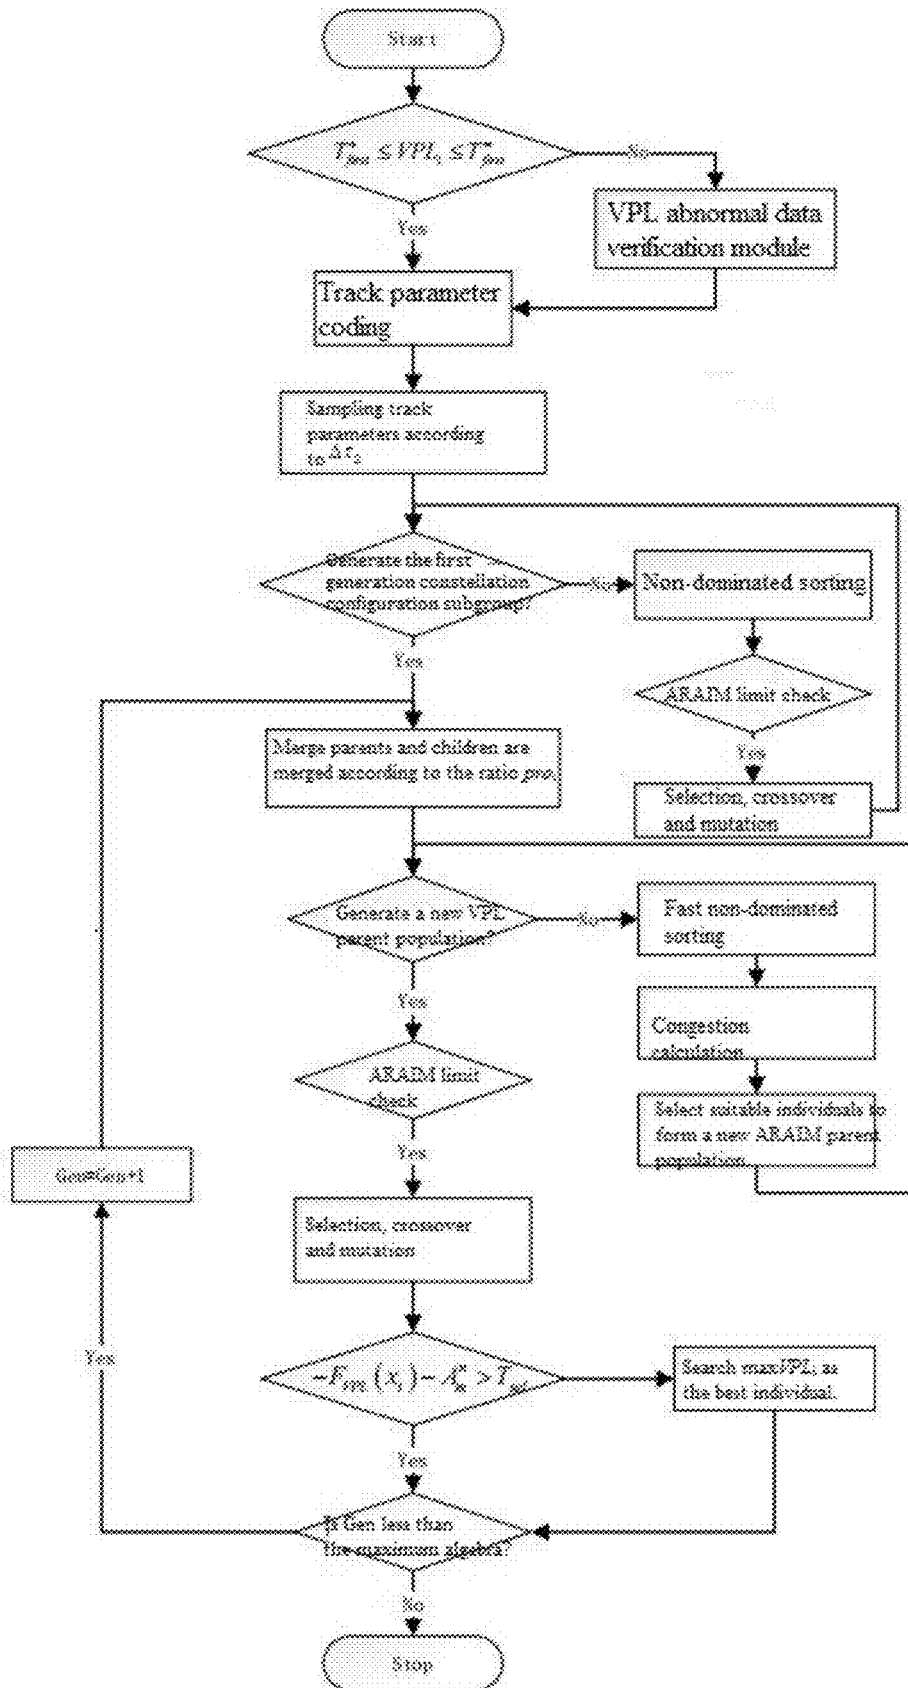 Start
No
VPL abnormal data
verification module
Yes
Track parameter
coding
Sampling track
parameters according
to Δτ
Generate the first
generation constellation
configuration subgroup?
No
Non-dominated sorting
Yes
ARAIM limit check
Yes
Selection, crossover
and mutation
Marge parents and children are
merged according to the ratio
Generate a new VPL
parent population?
No
Fast non-dominated
sorting
Yes
Congestion
calculation
ARAIM limit
check
Select suitable individuals to
form a new ARAIM parent
population
Yes
Gen=Gen+1
Selection, crossover
and mutation
Yes
Search maxVPL, as
the best individual.
Yes
Is Gen less than
the maximum algebra?
No
Stop